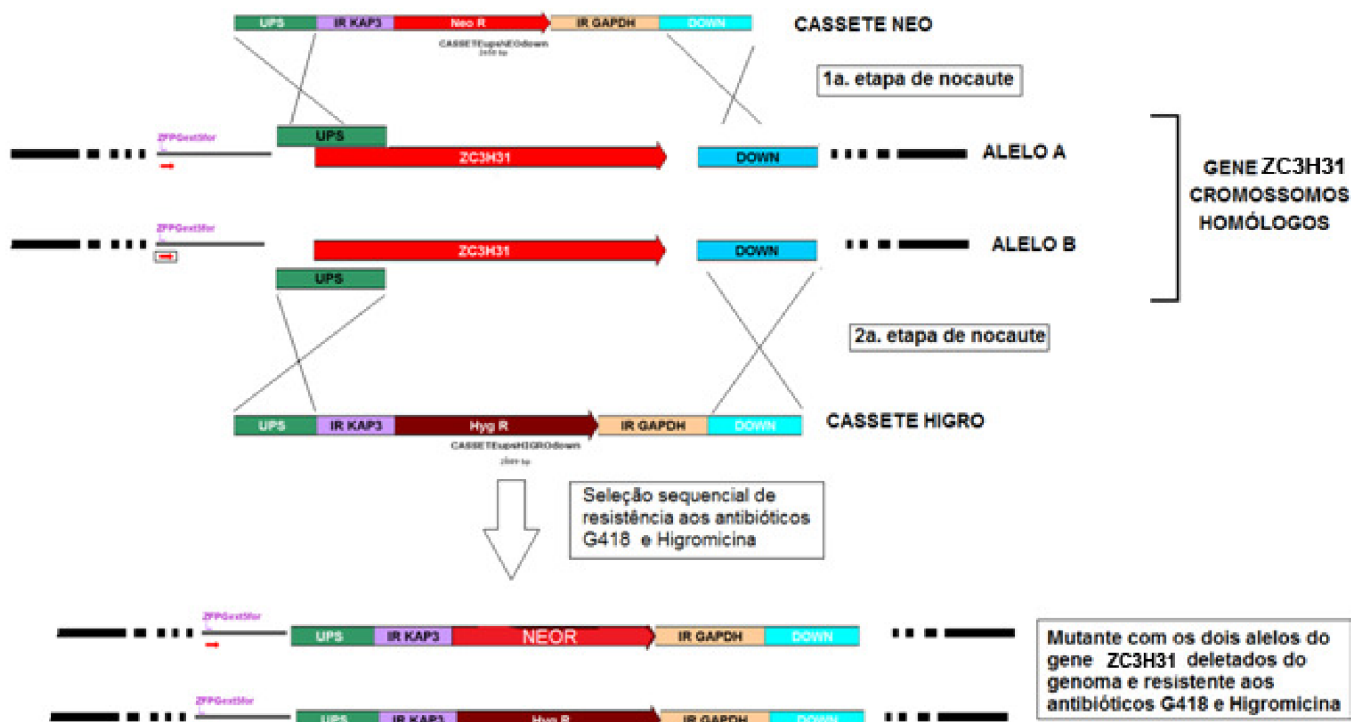 UPS IR KAP3 Neo R IR GAPDH DOWN CASSETE NEO
CASSETEupsNEOdown
1a. etapa de nocaute
ZFPGext5for UPS
ZC3H31 DOWN ALELO A
GENE ZC3H31
CROMOSSOMOS
HOMÓLOGOS
ZFPGext5for
ZC3H31 DOWN ALELO B
UPS
2a. etapa de nocaute
UPS IR KAP3 Hyg R IR GAPDH DOWN CASSETE HIGRO
CASSETEupsHIGROdown
Seleção sequencial de
resistência aos antibióticos
G418 e Higromicina
ZFPGext5for
UPS IR KAP3 NEOR IR GAPDH DOWN
Mutante com os dois alelos do
gene ZC3H31 deletados do
genoma e resistente aos
antibióticos G418 e Higromicina
ZFPGext5for
UPS IR KAP3 Hyg R IR GAPDH DOWN